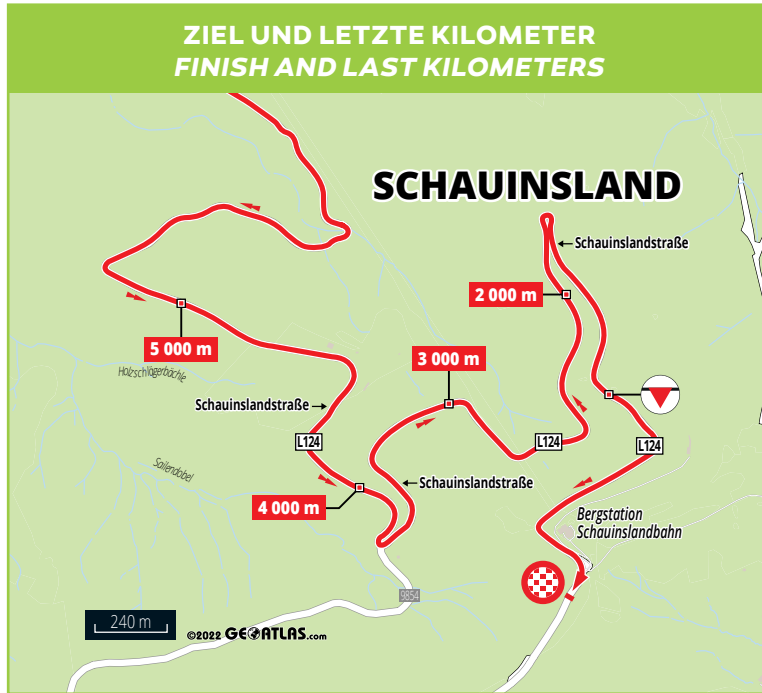 ZIEL UND LETZTE KILOMETER
FINISH AND LAST KILOMETERS
SCHAUINSLAND
Schauinslandstraße
2 000 m
5 000 m
3 000 m
Holzschlägerbächle
Schauinslandstraße
L124
L124
L124
Sailendobel
Schauinslandstraße
4 000 m
Bergstation
Schauinslandbahn
9854
240 m
©2022 GEOATLAS.com